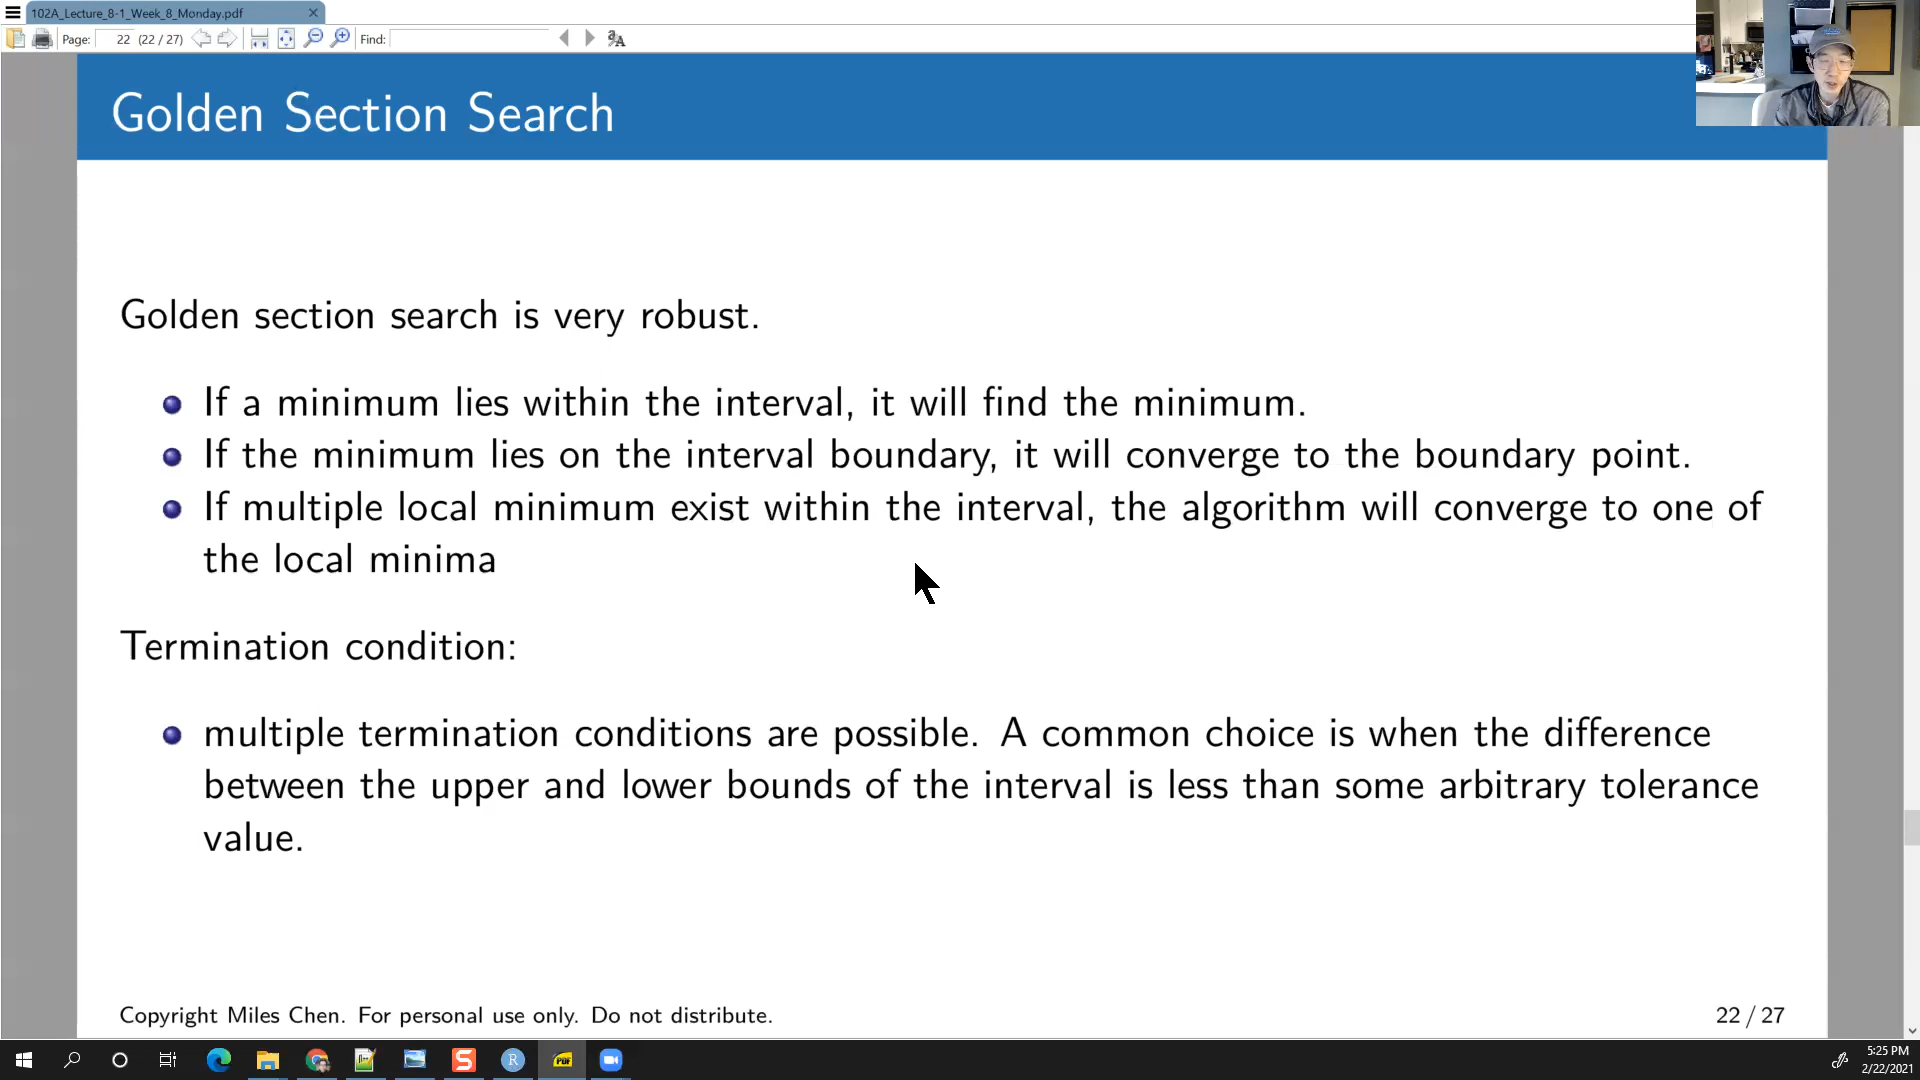 102A_Lecture_8-1_Week_8_Monday.pdf
Page: 22 (22 / 27) Find:
Golden Section Search
Golden section search is very robust.
If a minimum lies within the interval, it will find the minimum.
If the minimum lies on the interval boundary, it will converge to the boundary point.
If multiple local minimum exist within the interval, the algorithm will converge to one of
the local minima
Termination condition:
multiple termination conditions are possible. A common choice is when the difference
between the upper and lower bounds of the interval is less than some arbitrary tolerance
value.
Copyright Miles Chen. For personal use only. Do not distribute.
22 / 27
5:25 PM
2/22/2021